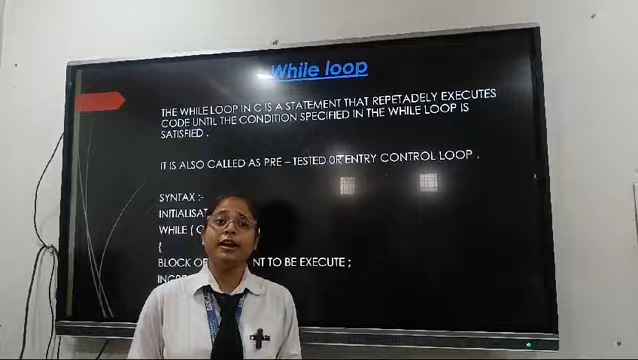 While loop
THE WHILE LOOP IN C IS A STATEMENT THAT REPETADELY EXECUTES
CODE UNTIL THE CONDITION SPECIFIED IN THE WHILE LOOP IS
SATISFIED .
IT IS ALSO CALLED AS PRE – TESTED OR ENTRY CONTROL LOOP .
SYNTAX :-
WHILE (
{
BLOCK TO BE EXECUTE ;